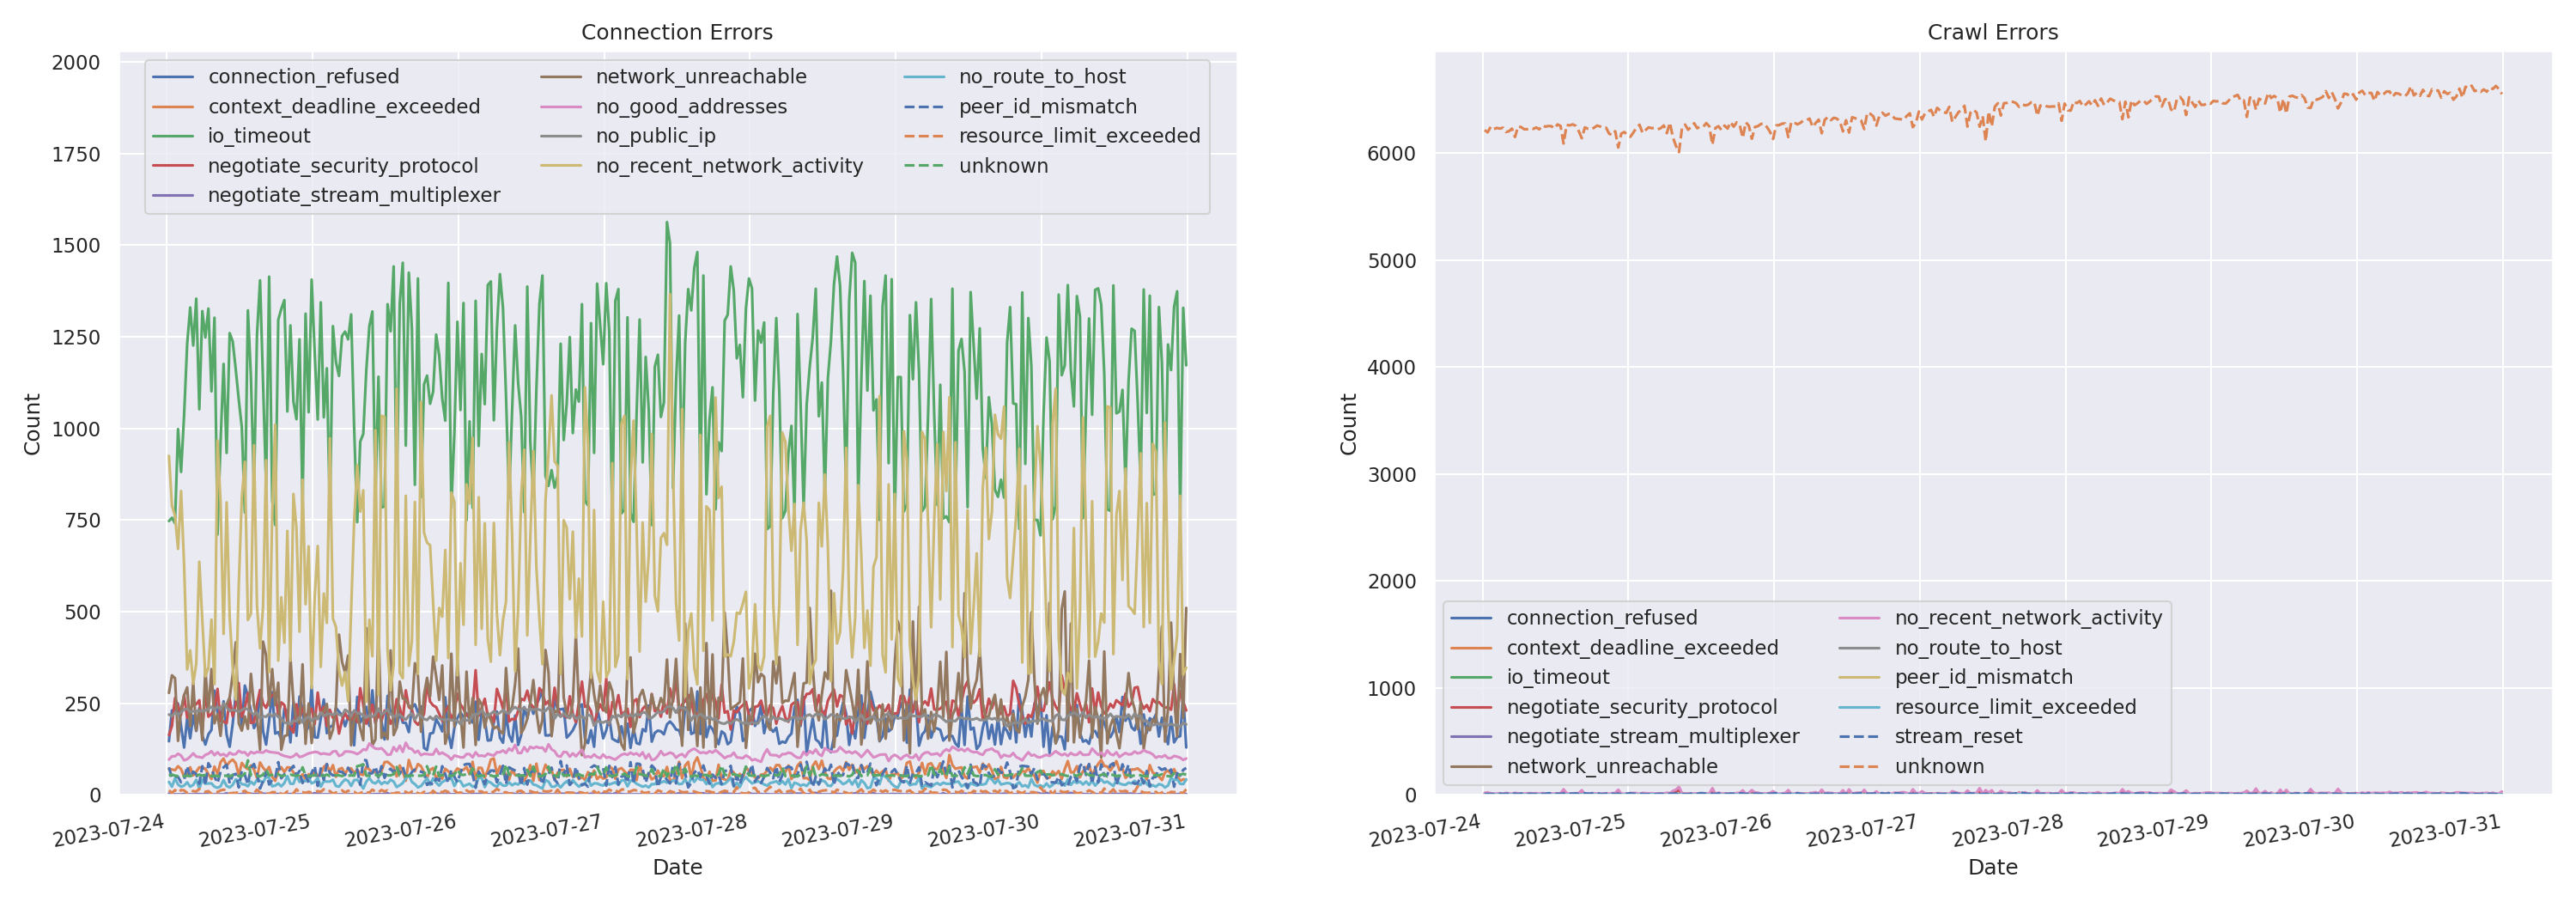 Connection Errors
2000
1750
1500
1250
1000
750
500
250
0
Count
connection_refused
context_deadline_exceeded
io_timeout
negotiate_security_protocol
negotiate_stream_multiplexer
network_unreachable
no_good_addresses
no_public_ip
no_recent_network_activity
no_route_to_host
peer_id_mismatch
resource_limit_exceeded
unknown
2023-07-24
2023-07-25
2023-07-26
2023-07-27
2023-07-28
2023-07-29
2023-07-30
2023-07-31
Date
Crawl Errors
6000
5000
4000
3000
2000
1000
0
Count
connection_refused
context_deadline_exceeded
io_timeout
negotiate_security_protocol
negotiate_stream_multiplexer
network_unreachable
no_recent_network_activity
no_route_to_host
peer_id_mismatch
resource_limit_exceeded
stream_reset
unknown
2023-07-24
2023-07-25
2023-07-26
2023-07-27
2023-07-28
2023-07-29
2023-07-30
2023-07-31
Date